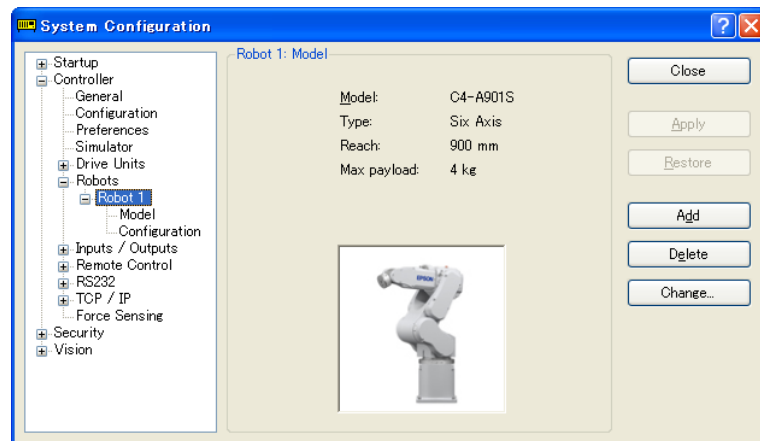 System Configuration
Startup
Controller
General
Configuration
Preferences
Simulator
Drive Units
Robots
Robot 1
Model
Configuration
Inputs / Outputs
Remote Control
RS232
TCP / IP
Force Sensing
Security
Vision
Robot 1: Model
Model: C4-A901S
Type: Six Axis
Reach: 900 mm
Max payload: 4 kg
EPSON
Close
Apply
Restore
Add
Delete
Change...